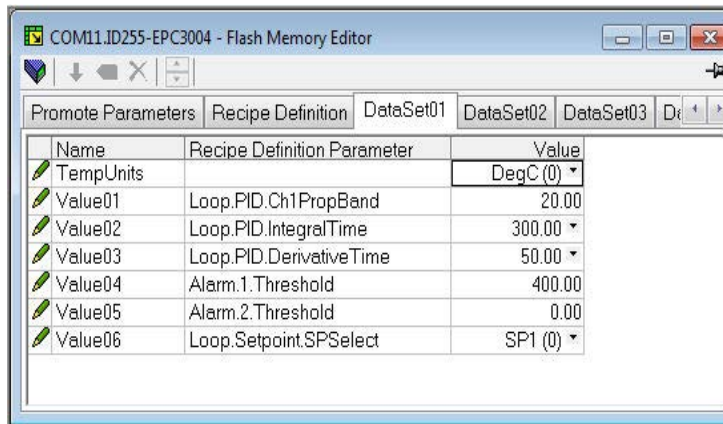 COM11.ID255-EPC3004 - Flash Memory Editor
Promote Parameters Recipe Definition DataSet01 DataSet02 DataSet03
Name Recipe Definition Parameter Value
TempUnits DegC (0)
Value01 Loop.PID.Ch1PropBand 20.00
Value02 Loop.PID.IntegralTime 300.00
Value03 Loop.PID.DerivativeTime 50.00
Value04 Alarm.1.Threshold 400.00
Value05 Alarm.2.Threshold 0.00
Value06 Loop.Setpoint.SPSelect SP1 (0)